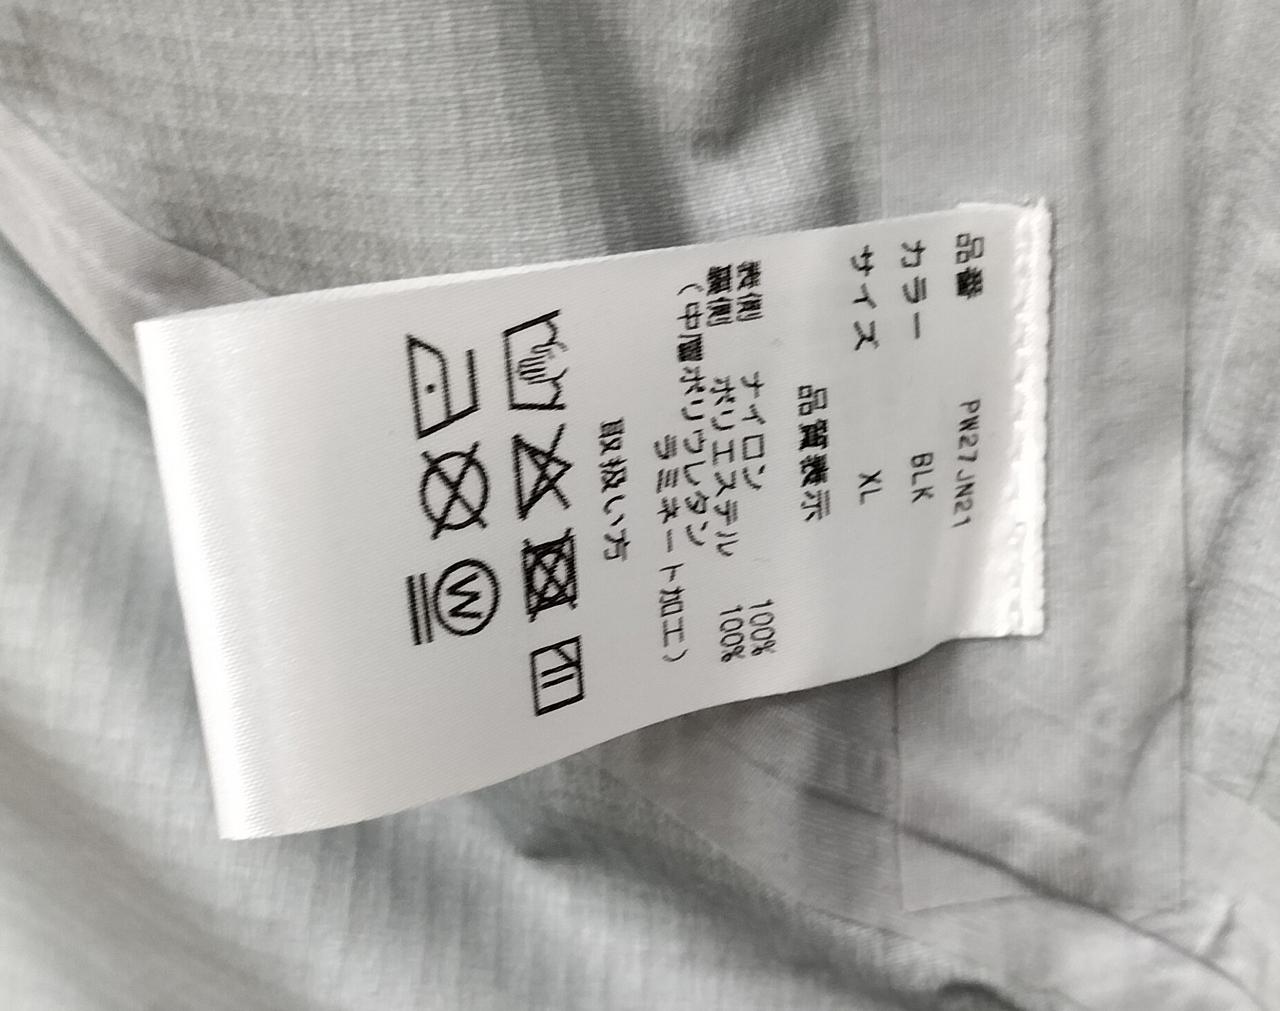 品番 PW27JN21
カラー BLK
サイズ XL
品質表示
表側 ナイロン 100%
裏側 ポリエステル 100%
(中層ポリウレタン
ラミネート加工)
取扱い方
W